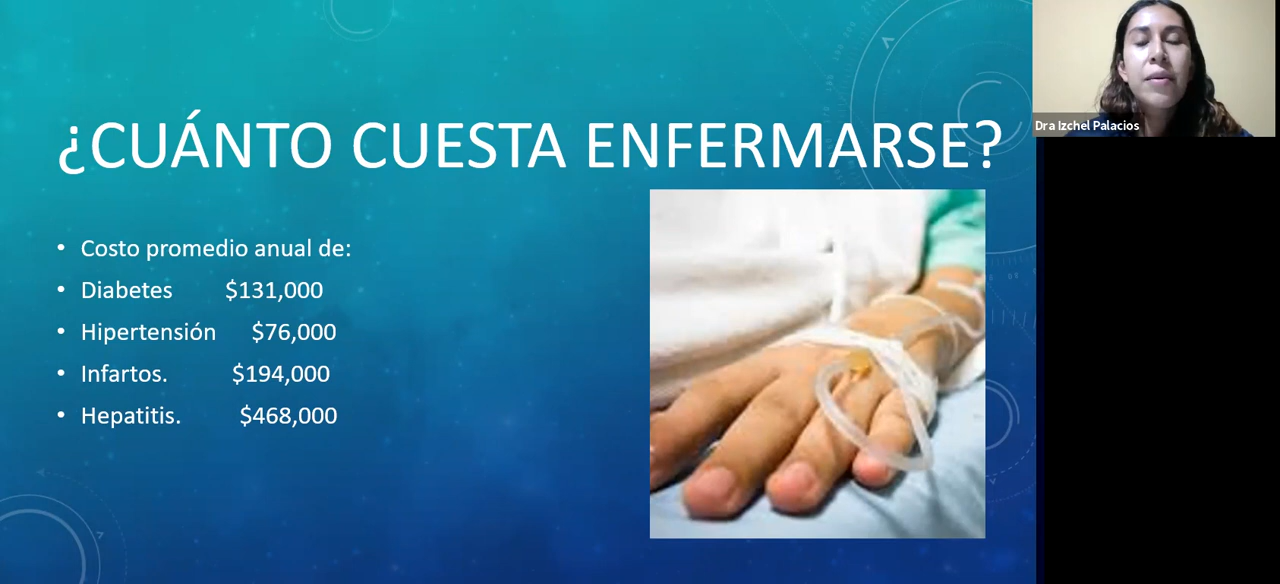 ¿CUÁNTO CUESTA ENFERMARSE?
Dra Izchel Palacios
• Costo promedio anual de:
• Diabetes $131,000
• Hipertensión $76,000
• Infartos. $194,000
• Hepatitis. $468,000